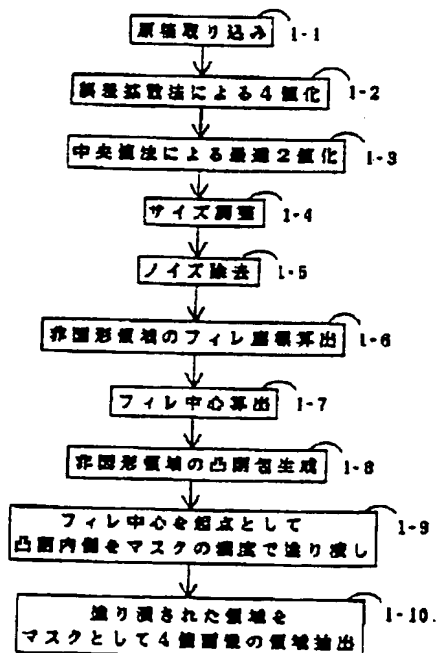 原稿取り込み 1-1
誤差拡散法による4値化 1-2
中央値法による最適2値化 1-3
サイズ調整 1-4
ノイズ除去 1-5
非図形領域のフィレ座標算出 1-6
フィレ中心算出 1-7
非図形領域の凸閉包生成 1-8
フィレ中心を起点として 1-9
凸閉内側をマスクの濃度で塗り潰し
塗り潰された領域を 1-10.
マスクとして4値画像の領域抽出